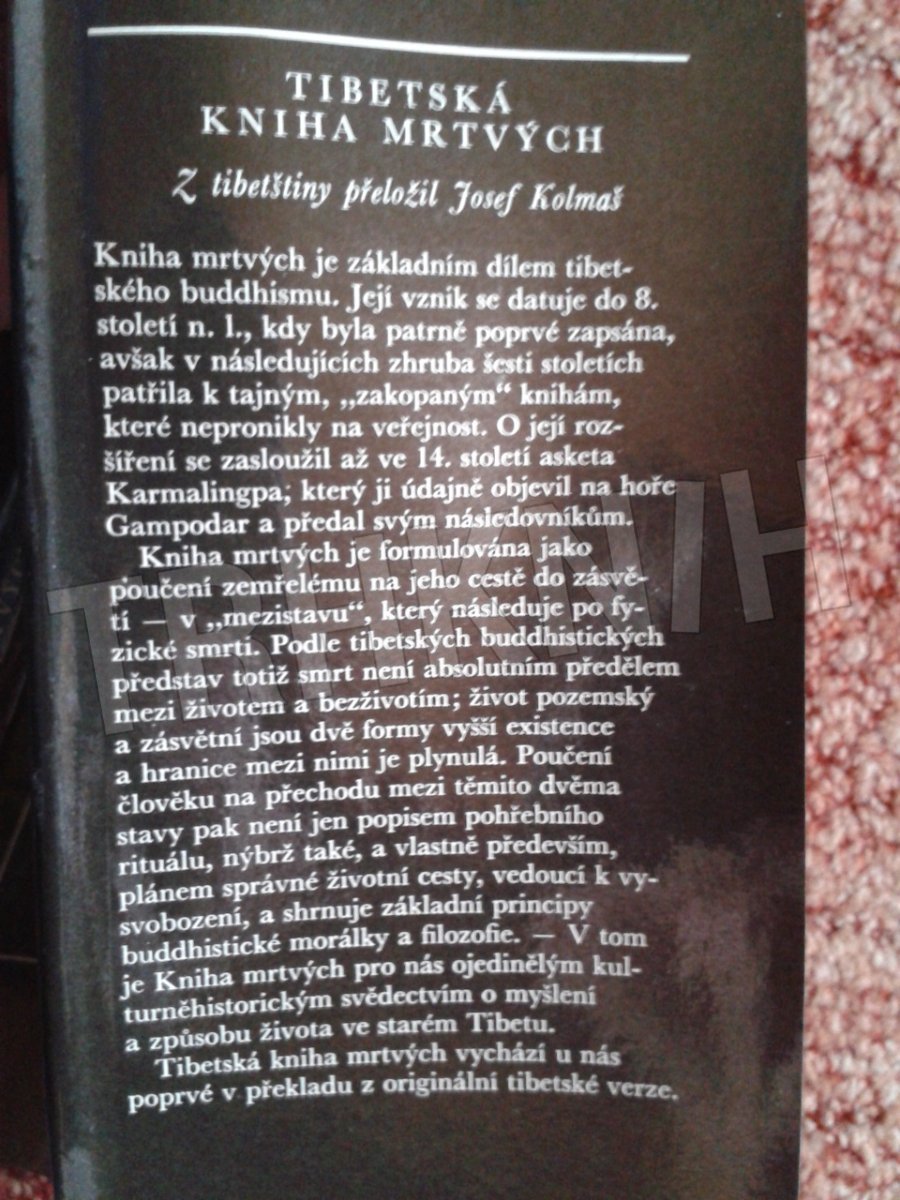 TIBETSKÁ
KNIHA MRTVÝCH
Z tibetštiny přeložil Josef Kolmaš
Kniha mrtvých je základním dílem tibet-
ského buddhismu. Její vznik se datuje do 8.
století n. l., kdy byla patrně poprvé zapsána,
avšak v následujících zhruba šesti stoletích
patřila k tajným, „zakopaným“ knihám,
které nepronikly na veřejnost. O její roz-
šíření se zasloužil až ve 14. století asketa
Karmalingpa; který ji údajně objevil na hoře
Gampodar a předal svým následovníkům.
Kniha mrtvých je formulována jako
poučení zemřelému na jeho cestě do zásvě-
tí — v „mezistavu“, který následuje po fy-
zické smrti. Podle tibetských buddhistických
představ totiž smrt není absolutním předělem
mezi životem a bezživotím; život pozemský
a zásvětní jsou dvě formy vyšší existence
a hranice mezi nimi je plynulá. Poučení
člověku na přechodu mezi těmito dvěma
stavy pak není jen popisem pohřebního
rituálu, nýbrž také, a vlastně především,
plánem správné životní cesty, vedoucí k vy-
svobození, a shrnuje základní principy
buddhistické morálky a filozofie. — V tom
je Kniha mrtvých pro nás ojedinělým kul-
turněhistorickým svědectvím o myšlení
a způsobu života ve starém Tibetu.
Tibetská kniha mrtvých vychází u nás
poprvé v překladu z originální tibetské verze.
TRHKNIH